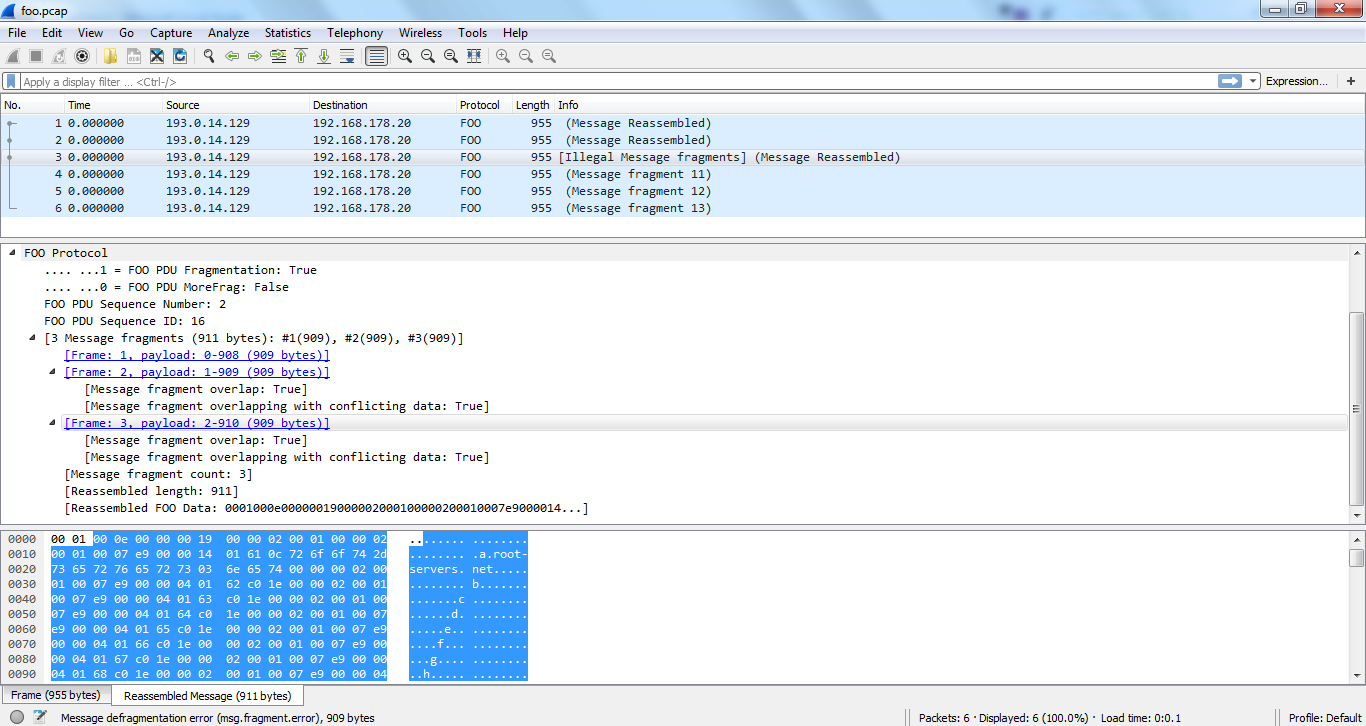 foo.pcap
File Edit View Go Capture Analyze Statistics Telephony Wireless Tools Help
Apply a display filter ... <Ctrl-/> Expression... +
No. Time Source Destination Protocol Length Info
1 0.000000 193.0.14.129 192.168.178.20 FOO 955 (Message Reassembled)
2 0.000000 193.0.14.129 192.168.178.20 FOO 955 (Message Reassembled)
3 0.000000 193.0.14.129 192.168.178.20 FOO 955 [Illegal Message fragments] (Message Reassembled)
4 0.000000 193.0.14.129 192.168.178.20 FOO 955 (Message fragment 11)
5 0.000000 193.0.14.129 192.168.178.20 FOO 955 (Message fragment 12)
6 0.000000 193.0.14.129 192.168.178.20 FOO 955 (Message fragment 13)
FOO Protocol
.... ...1 = FOO PDU Fragmentation: True
.... ...0 = FOO PDU MoreFrag: False
FOO PDU Sequence Number: 2
FOO PDU Sequence ID: 16
[3 Message fragments (911 bytes): #1(909), #2(909), #3(909)]
[Frame: 1, payload: 0-908 (909 bytes)]
[Frame: 2, payload: 1-909 (909 bytes)]
[Message fragment overlap: True]
[Message fragment overlapping with conflicting data: True]
[Frame: 3, payload: 2-910 (909 bytes)]
[Message fragment overlap: True]
[Message fragment overlapping with conflicting data: True]
[Message fragment count: 3]
[Reassembled length: 911]
[Reassembled FOO Data: 0001000e00000019000002000100000200010007e9000014...]
0000 00 01 00 0e 00 00 00 19 00 00 02 00 01 00 00 02 ........ ........
0010 00 01 00 07 e9 00 00 14 01 61 0c 72 6f 6f 74 2d ........ .a.root-
0020 73 65 72 76 65 72 73 03 6e 65 74 00 00 00 02 00 servers. net.....
0030 01 00 07 e9 00 00 04 01 62 c0 1e 00 00 02 00 01 ........ b.......
0040 00 07 e9 00 00 04 01 63 c0 1e 00 00 02 00 01 00 .......c ........
0050 07 e9 00 00 04 01 64 c0 1e 00 00 02 00 01 00 07 ......d. ........
0060 e9 00 00 04 01 65 c0 1e 00 00 02 00 01 00 07 e9 .....e.. ........
0070 00 00 04 01 66 c0 1e 00 00 02 00 01 00 07 e9 00 ....f... ........
0080 00 04 01 67 c0 1e 00 00 02 00 01 00 07 e9 00 00 ...g.... ........
0090 04 01 68 c0 1e 00 00 02 00 01 00 07 e9 00 00 04 ..h..... ........
Frame (955 bytes) Reassembled Message (911 bytes)
Message defragmentation error (msg.fragment.error), 909 bytes Packets: 6 · Displayed: 6 (100.0%) · Load time: 0:0.1 Profile: Default